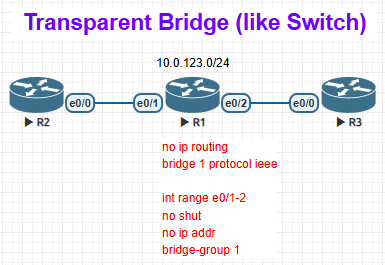 Transparent Bridge (like Switch)
10.0.123.0/24
e0/0 e0/1 e0/2 e0/0
R2 R1 R3
no ip routing
bridge 1 protocol ieee
int range e0/1-2
no shut
no ip addr
bridge-group 1